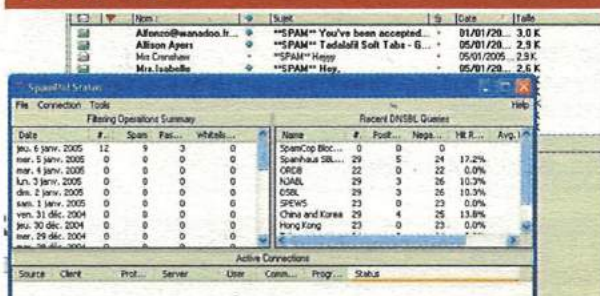 Nom: Sujet Date Taille
Alfonzo@wanadoo.fr... **SPAM** You've been accepted... 01/01/20... 3,0 K
Allison Ayers **SPAM** Tadalafil Soft Tabs - G... 05/01/20... 2,9 K
Mrs Crenshaw **SPAM** Heyyy 05/01/2005 2,9 K
Mrs.Isabelle **SPAM** Hey, 05/01/20... 2,6 K
SpamPal Status
File Connection Tools Help
Filtering Operations Summary Recent DNSBL Queries
Date #... Spam Pas... Whitelis... Name #. Posit... Nega... Hit R... Avg. l
jeu. 6 janv. 2005 12 9 3 0 SpamCop Bloc... 0 0 0
mer. 5 janv. 2005 0 0 0 0 Spamhaus SBL... 29 5 24 17.2%
mar. 4 janv. 2005 0 0 0 0 ORDB 22 0 22 0.0%
lun. 3 janv. 2005 0 0 0 0 NJABL 29 3 26 10.3%
dim. 2 janv. 2005 0 0 0 0 DSBL 29 3 26 10.3%
sam. 1 janv. 2005 0 0 0 0 SPEWS 23 0 23 0.0%
ven. 31 déc. 2004 0 0 0 0 China and Korea 29 4 25 13.8%
jeu. 30 déc. 2004 0 0 0 0 Hong Kong 23 0 23 0.0%
mer. 29 déc. 2004 0 0 0 0
Active Connections
Source Client Prot... Server User Comm... Progr... Status